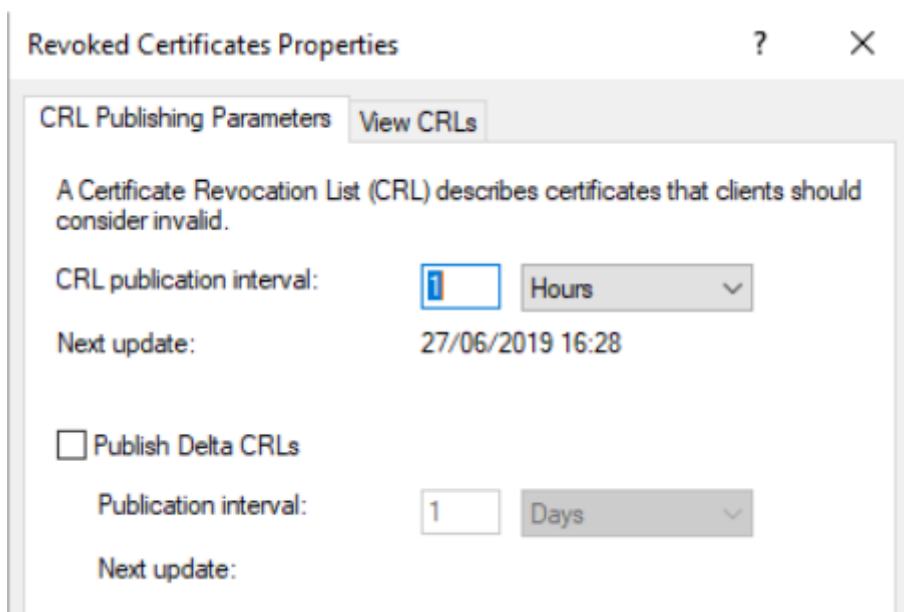 Revoked Certificates Properties ?
CRL Publishing Parameters View CRLs
A Certificate Revocation List (CRL) describes certificates that clients should
consider invalid.
CRL publication interval: 1 Hours
Next update: 27/06/2019 16:28
Publish Delta CRLs
Publication interval: 1 Days
Next update: